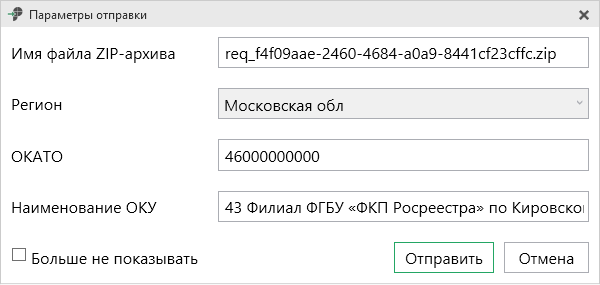 Параметры отправки
Имя файла ZIP-архива
req_f4f09aae-2460-4684-a0a9-8441cf23cffc.zip
Регион
Московская обл
ОКАТО
46000000000
Наименование ОКУ
43 Филиал ФГБУ «ФКП Росреестра» по Кировско
Больше не показывать
Отправить
Отмена